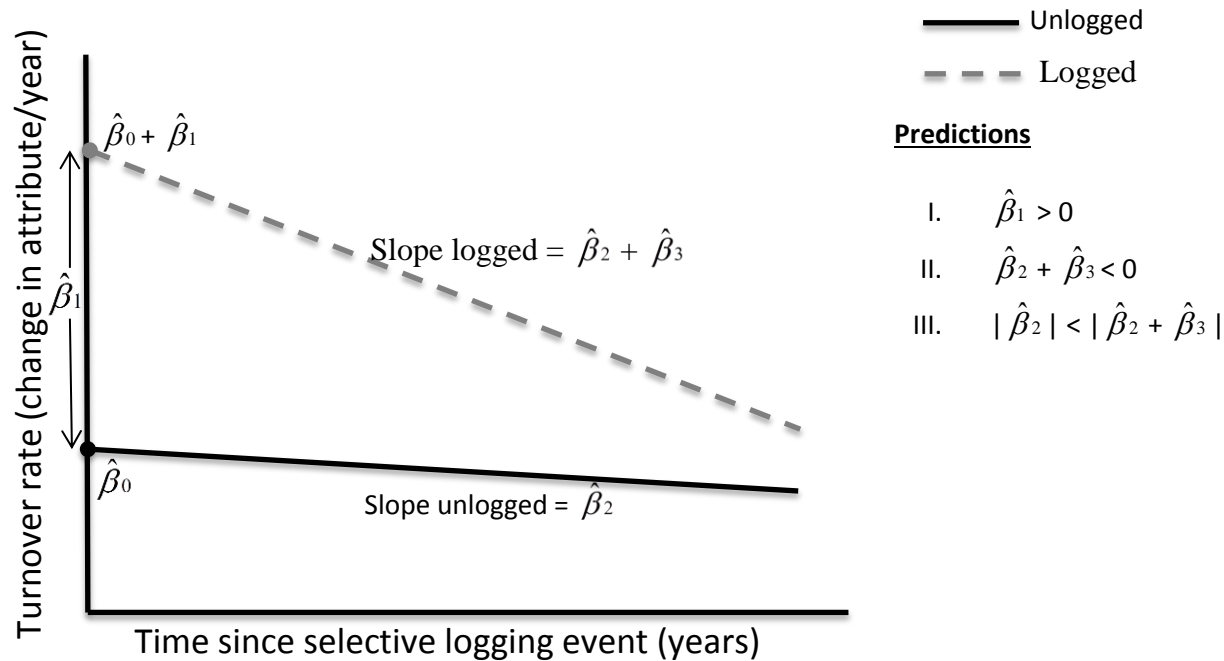 Unlogged
Logged
Predictions
I. β̂1 > 0
II. β̂2 + β̂3 < 0
III. | β̂2 | < | β̂2 + β̂3 |
Turnover rate (change in attribute/year)
β̂0 + β̂1
β̂1
Slope logged = β̂2 + β̂3
β̂0
Slope unlogged = β̂2
Time since selective logging event (years)